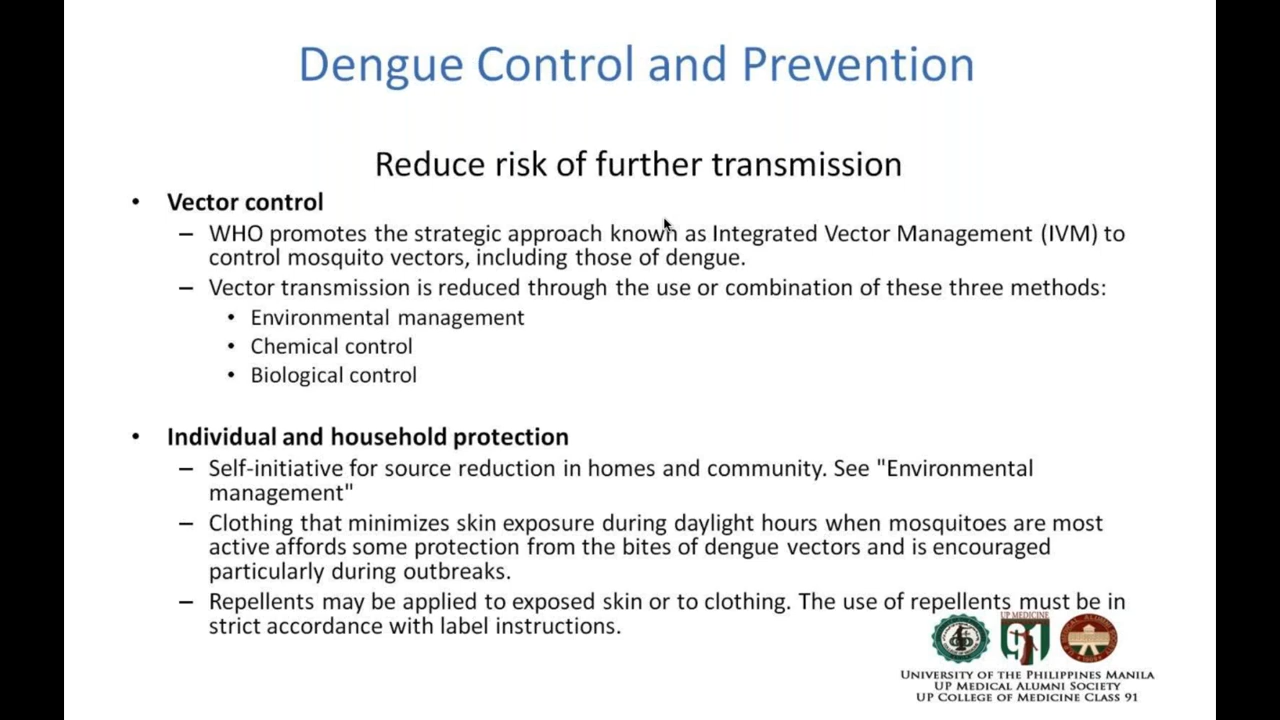 Dengue Control and Prevention
Reduce risk of further transmission
• Vector control
– WHO promotes the strategic approach known as Integrated Vector Management (IVM) to
control mosquito vectors, including those of dengue.
– Vector transmission is reduced through the use or combination of these three methods:
• Environmental management
• Chemical control
• Biological control
• Individual and household protection
– Self-initiative for source reduction in homes and community. See "Environmental
management"
– Clothing that minimizes skin exposure during daylight hours when mosquitoes are most
active affords some protection from the bites of dengue vectors and is encouraged
particularly during outbreaks.
– Repellents may be applied to exposed skin or to clothing. The use of repellents must be in
strict accordance with label instructions.
UP MEDICINE
91
UNIVERSITY OF THE PHILIPPINES MANILA
UP MEDICAL ALUMNI SOCIETY
UP COLLEGE OF MEDICINE CLASS 91